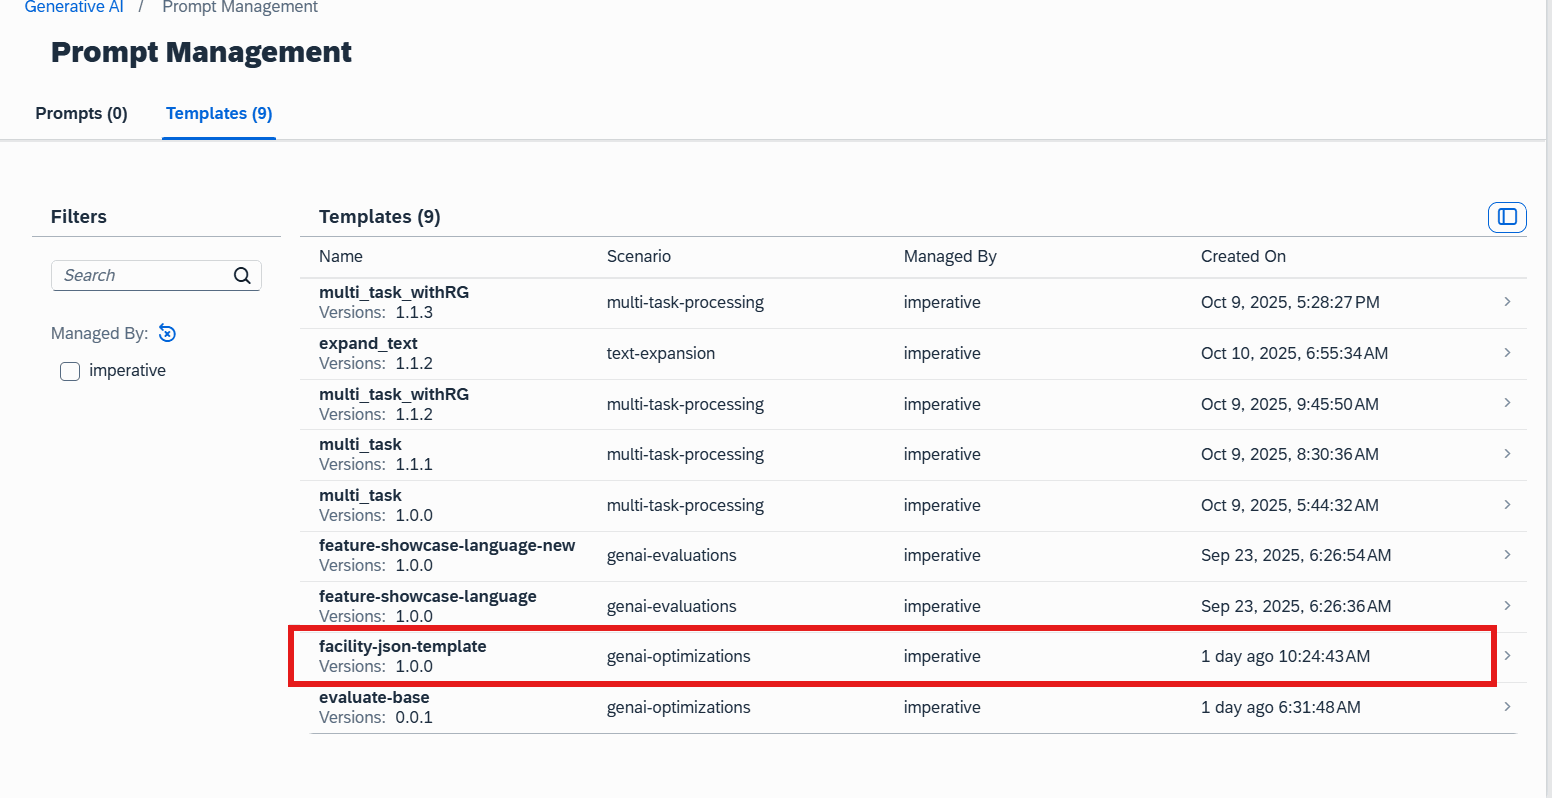 Generative AI / Prompt Management
Prompt Management
Prompts (0) Templates (9)
Filters
Search
Managed By:
imperative
Templates (9)
Name Scenario Managed By Created On
multi_task_withRG
Versions: 1.1.3
multi-task-processing imperative Oct 9, 2025, 5:28:27 PM
expand_text
Versions: 1.1.2
text-expansion imperative Oct 10, 2025, 6:55:34 AM
multi_task_withRG
Versions: 1.1.2
multi-task-processing imperative Oct 9, 2025, 9:45:50 AM
multi_task
Versions: 1.1.1
multi-task-processing imperative Oct 9, 2025, 8:30:36 AM
multi_task
Versions: 1.0.0
multi-task-processing imperative Oct 9, 2025, 5:44:32 AM
feature-showcase-language-new
Versions: 1.0.0
genai-evaluations imperative Sep 23, 2025, 6:26:54 AM
feature-showcase-language
Versions: 1.0.0
genai-evaluations imperative Sep 23, 2025, 6:26:36 AM
facility-json-template
Versions: 1.0.0
genai-optimizations imperative 1 day ago 10:24:43 AM
evaluate-base
Versions: 0.0.1
genai-optimizations imperative 1 day ago 6:31:48 AM